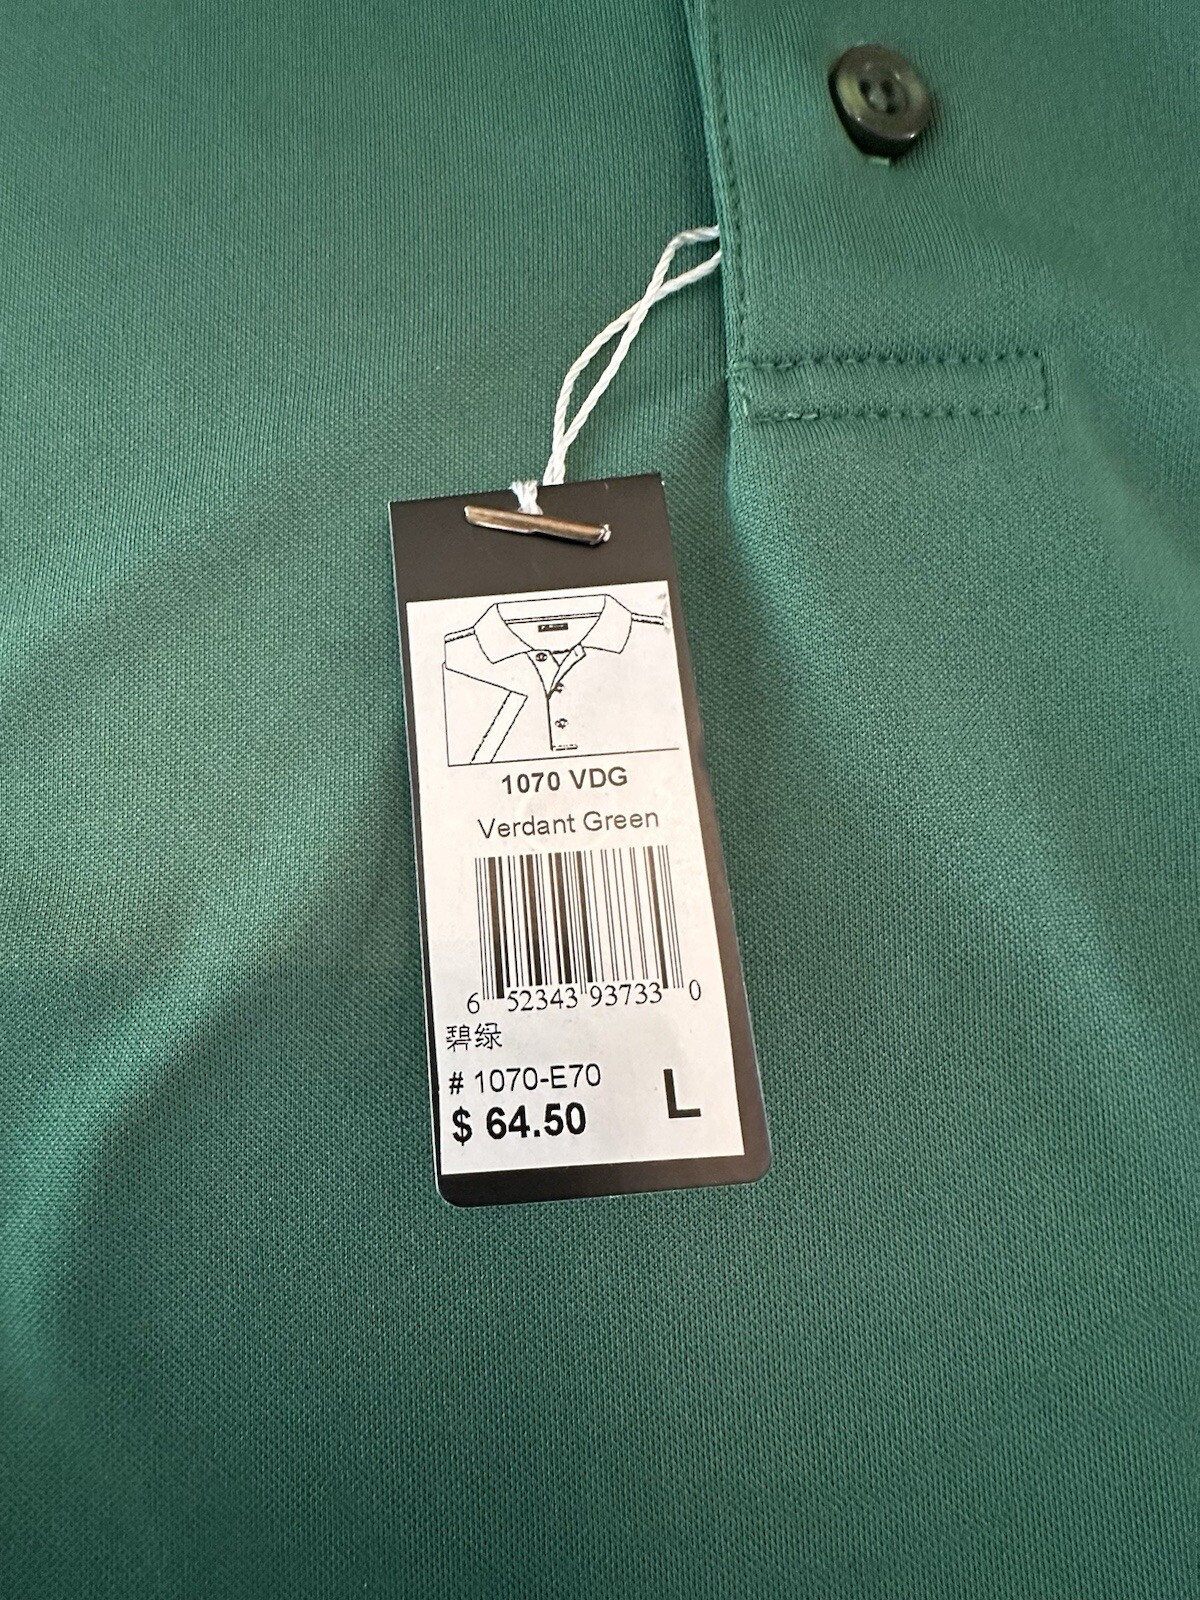 1070 VDG
Verdant Green
6 52343 93733 0
碧绿
# 1070-E70
$ 64.50
L